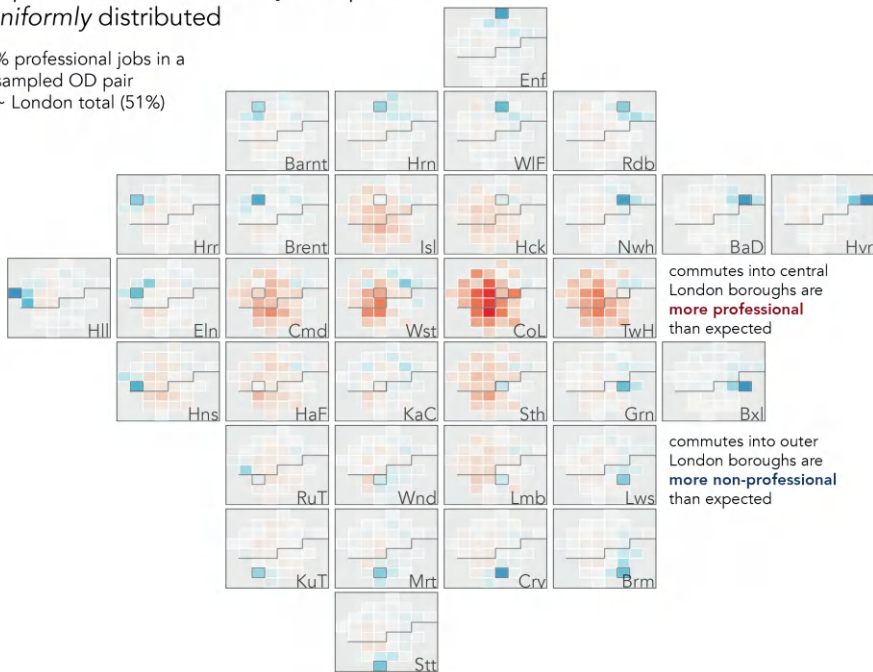 niformly distributed
% professional jobs in a
sampled OD pair
~ London total (51%)
Enf
Barnt Hrn WlF Rdb
Hrr Brent Isl Hck Nwh BaD Hvr
Hll Eln Cmd Wst CoL TwH
commutes into central
London boroughs are
more professional
than expected
Hns HaF KaC Sth Grn Bxl
RuT Wnd Lmb Lws
commutes into outer
London boroughs are
more non-professional
than expected
KuT Mrt Crv Brm
Stt